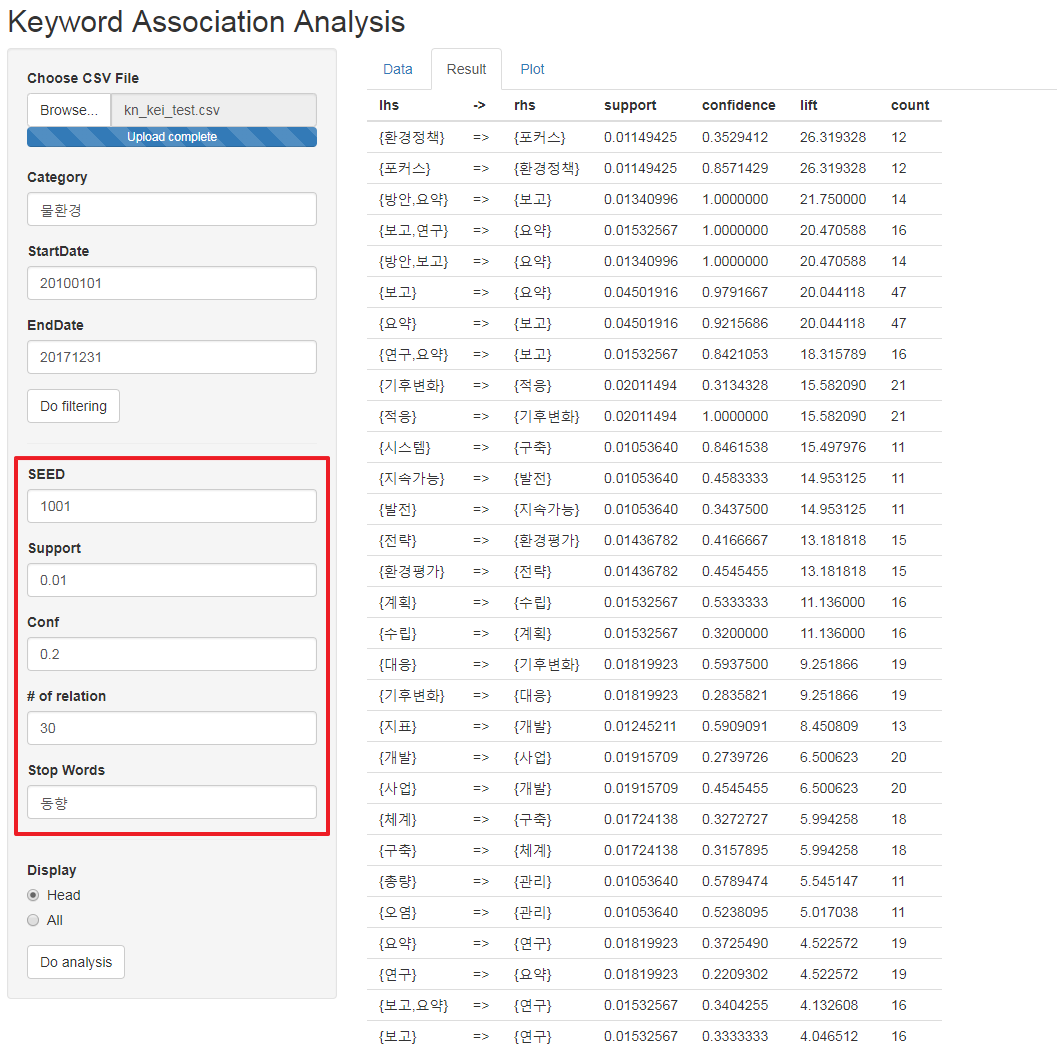 Keyword Association Analysis
Choose CSV File
Browse... kn_kei_test.csv
Upload complete
Category
물환경
StartDate
20100101
EndDate
20171231
Do filtering
SEED
1001
Support
0.01
Conf
0.2
# of relation
30
Stop Words
동향
Display
Head
All
Do analysis
Data Result Plot
lhs -> rhs support confidence lift count
{환경정책} => {포커스} 0.01149425 0.3529412 26.319328 12
{포커스} => {환경정책} 0.01149425 0.8571429 26.319328 12
{방안,요약} => {보고} 0.01340996 1.0000000 21.750000 14
{보고,연구} => {요약} 0.01532567 1.0000000 20.470588 16
{방안,보고} => {요약} 0.01340996 1.0000000 20.470588 14
{보고} => {요약} 0.04501916 0.9791667 20.044118 47
{요약} => {보고} 0.04501916 0.9215686 20.044118 47
{연구,요약} => {보고} 0.01532567 0.8421053 18.315789 16
{기후변화} => {적응} 0.02011494 0.3134328 15.582090 21
{적응} => {기후변화} 0.02011494 1.0000000 15.582090 21
{시스템} => {구축} 0.01053640 0.8461538 15.497976 11
{지속가능} => {발전} 0.01053640 0.4583333 14.953125 11
{발전} => {지속가능} 0.01053640 0.3437500 14.953125 11
{전략} => {환경평가} 0.01436782 0.4166667 13.181818 15
{환경평가} => {전략} 0.01436782 0.4545455 13.181818 15
{계획} => {수립} 0.01532567 0.5333333 11.136000 16
{수립} => {계획} 0.01532567 0.3200000 11.136000 16
{대응} => {기후변화} 0.01819923 0.5937500 9.251866 19
{기후변화} => {대응} 0.01819923 0.2835821 9.251866 19
{지표} => {개발} 0.01245211 0.5909091 8.450809 13
{개발} => {사업} 0.01915709 0.2739726 6.500623 20
{사업} => {개발} 0.01915709 0.4545455 6.500623 20
{체계} => {구축} 0.01724138 0.3272727 5.994258 18
{구축} => {체계} 0.01724138 0.3157895 5.994258 18
{총량} => {관리} 0.01053640 0.5789474 5.545147 11
{오염} => {관리} 0.01053640 0.5238095 5.017038 11
{요약} => {연구} 0.01819923 0.3725490 4.522572 19
{연구} => {요약} 0.01819923 0.2209302 4.522572 19
{보고,요약} => {연구} 0.01532567 0.3404255 4.132608 16
{보고} => {연구} 0.01532567 0.3333333 4.046512 16